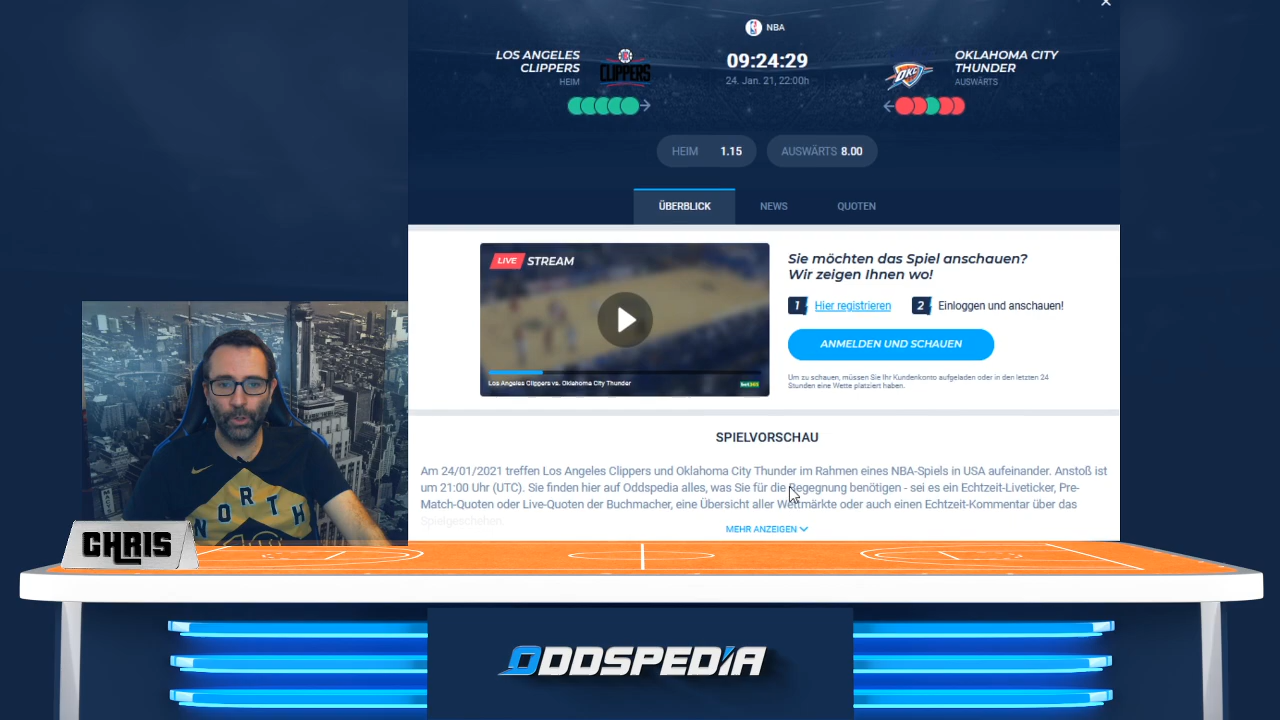 NBA
LOS ANGELES
CLIPPERS
HEIM
CLIPPERS
09:24:29
24. Jan. 21, 22:00h
OKC
OKLAHOMA CITY
THUNDER
AUSWÄRTS
HEIM 1.15
AUSWÄRTS 8.00
ÜBERBLICK
NEWS
QUOTEN
LIVE STREAM
Los Angeles Clippers vs. Oklahoma City Thunder
bet365
Sie möchten das Spiel anschauen?
Wir zeigen Ihnen wo!
1 Hier registrieren
2 Einloggen und anschauen!
ANMELDEN UND SCHAUEN
Um zu schauen, müssen Sie Ihr Kundenkonto aufgeladen oder in den letzten 24
Stunden eine Wette platziert haben.
SPIELVORSCHAU
Am 24/01/2021 treffen Los Angeles Clippers und Oklahoma City Thunder im Rahmen eines NBA-Spiels in USA aufeinander. Anstoß ist
um 21:00 Uhr (UTC). Sie finden hier auf Oddspedia alles, was Sie für die Begegnung benötigen - sei es ein Echtzeit-Liveticker, Pre-
Match-Quoten oder Live-Quoten der Buchmacher, eine Übersicht aller Wettmärkte oder auch einen Echtzeit-Kommentar über das
Spielgeschehen.
MEHR ANZEIGEN
NORTH
CHRIS
ODDSPEDIA